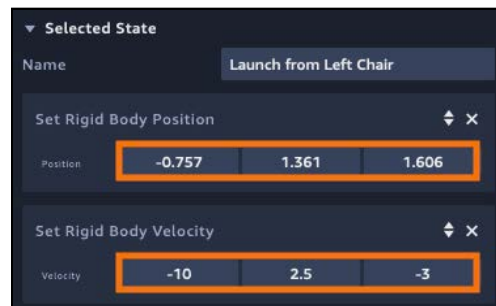 Selected State
Name Launch from Left Chair
Set Rigid Body Position
Position -0.757 1.361 1.606
Set Rigid Body Velocity
Velocity -10 2.5 -3